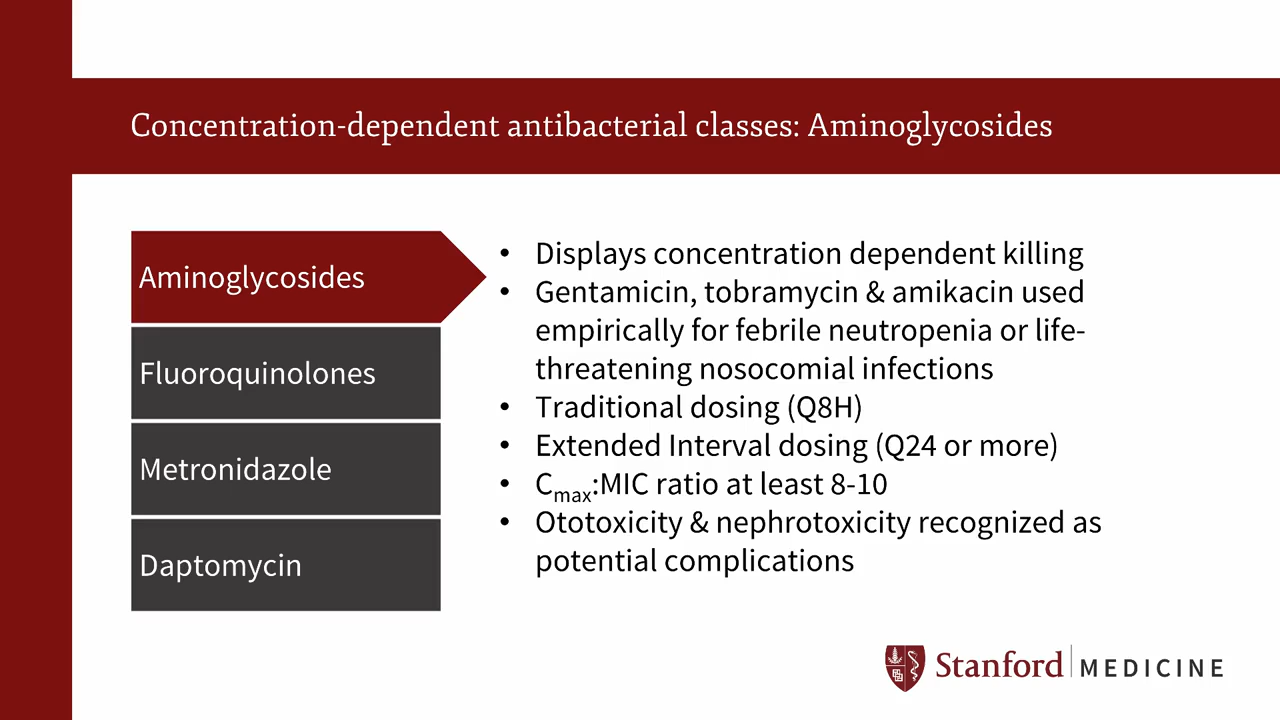 Concentration-dependent antibacterial classes: Aminoglycosides
Aminoglycosides
Fluoroquinolones
Metronidazole
Daptomycin
• Displays concentration dependent killing
• Gentamicin, tobramycin & amikacin used
empirically for febrile neutropenia or life-
threatening nosocomial infections
• Traditional dosing (Q8H)
• Extended Interval dosing (Q24 or more)
• Cmax:MIC ratio at least 8-10
• Ototoxicity & nephrotoxicity recognized as
potential complications
Stanford MEDICINE